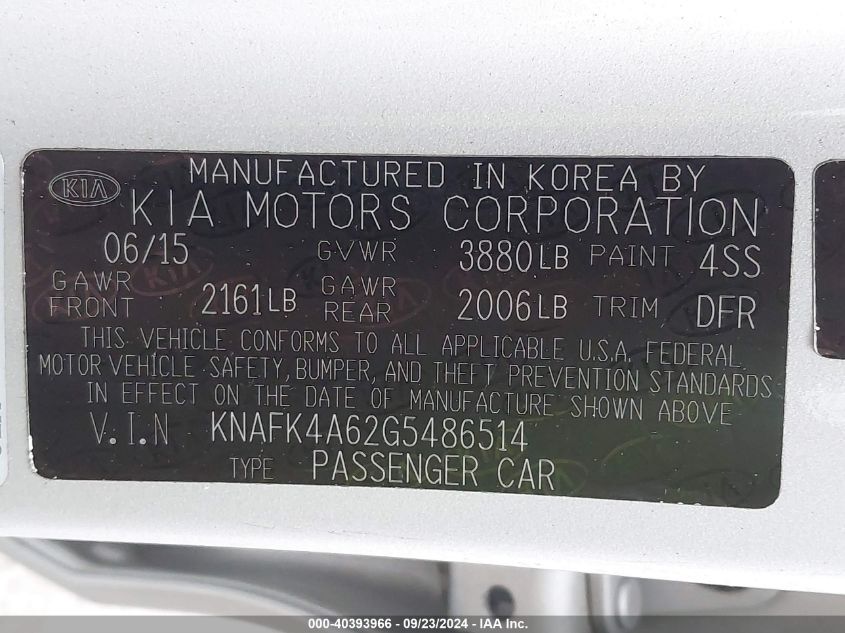 KIA
MANUFACTURED IN KOREA BY
KIA MOTORS CORPORATION
06/15 GVWR 3880LB PAINT 4SS
GAWR FRONT 2161LB GAWR REAR 2006LB TRIM DFR
THIS VEHICLE CONFORMS TO ALL APPLICABLE U.S.A. FEDERAL
MOTOR VEHICLE SAFETY, BUMPER, AND THEFT PREVENTION STANDARDS
IN EFFECT ON THE DATE OF MANUFACTURE SHOWN ABOVE
V.I.N KNAFK4A62G5486514
TYPE PASSENGER CAR
000-40393966 - 09/23/2024 - IAA Inc.